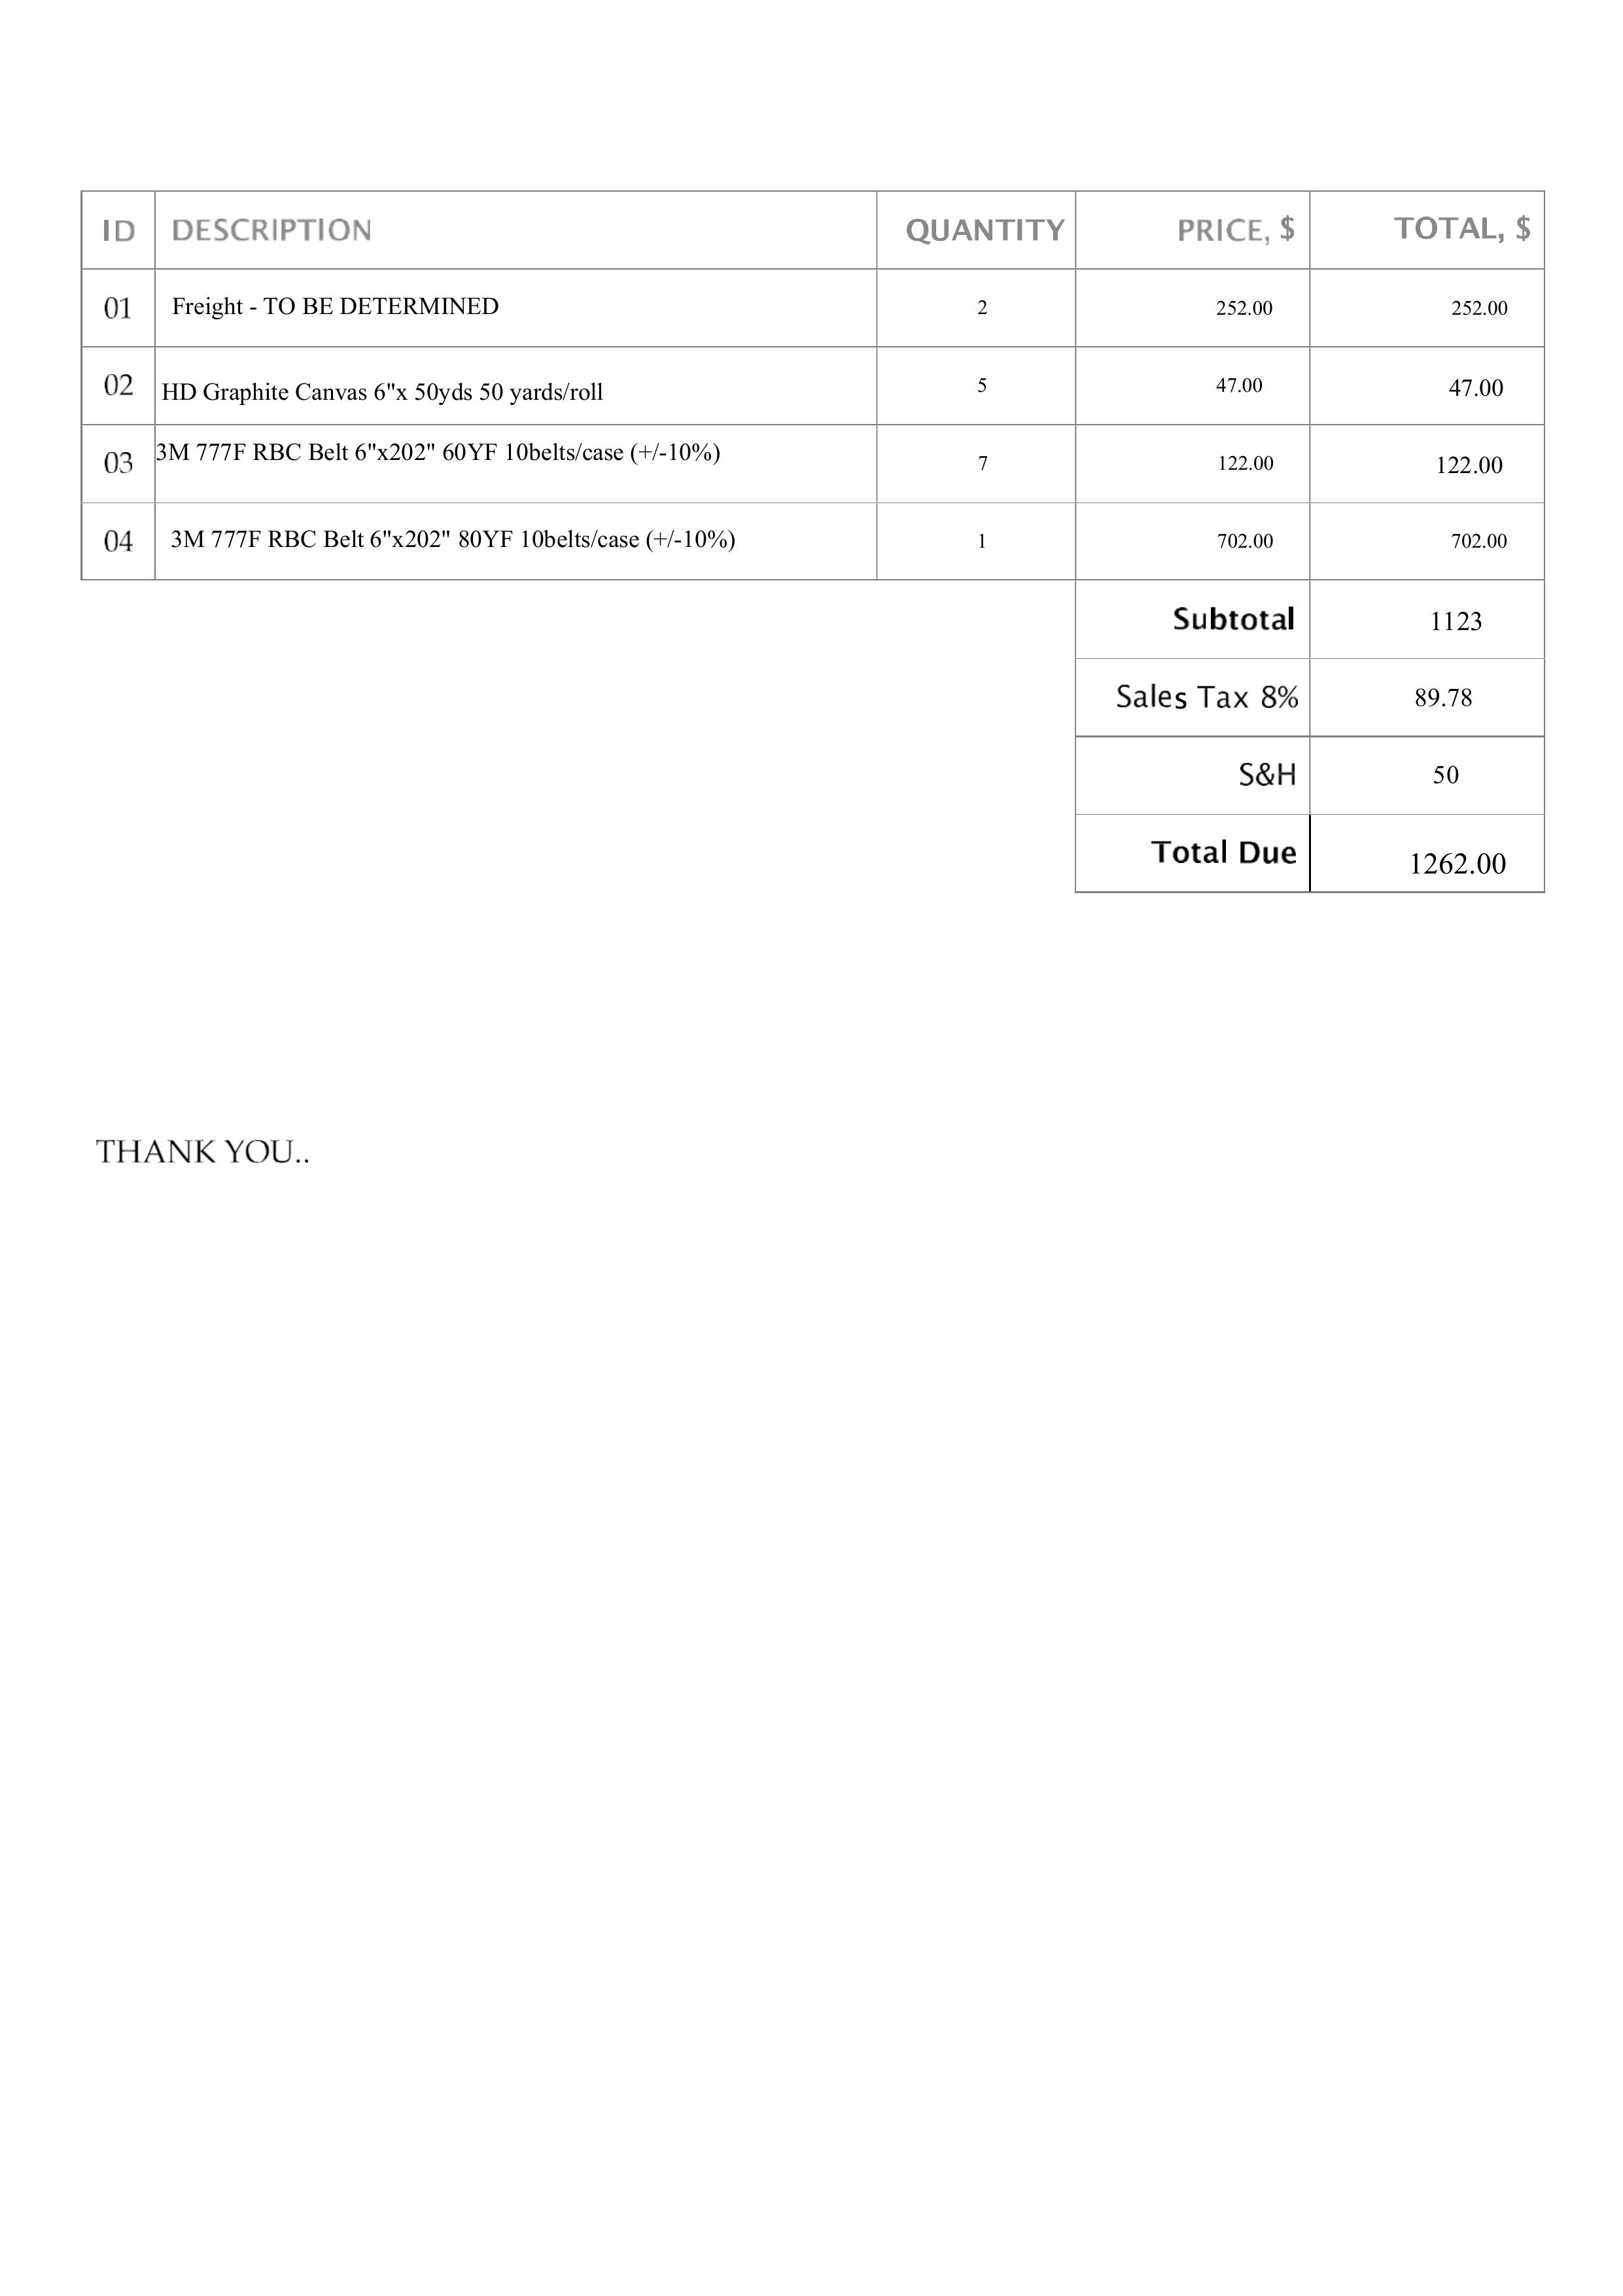 ID DESCRIPTION QUANTITY PRICE, $ TOTAL, $
01 Freight - TO BE DETERMINED 2 252.00 252.00
02 HD Graphite Canvas 6"x 50yds 50 yards/roll 5 47.00 47.00
03 3M 777F RBC Belt 6"x202" 60YF 10belts/case (+/-10%) 7 122.00 122.00
04 3M 777F RBC Belt 6"x202" 80YF 10belts/case (+/-10%) 1 702.00 702.00
Subtotal 1123
Sales Tax 8% 89.78
S&H 50
Total Due 1262.00
THANK YOU..